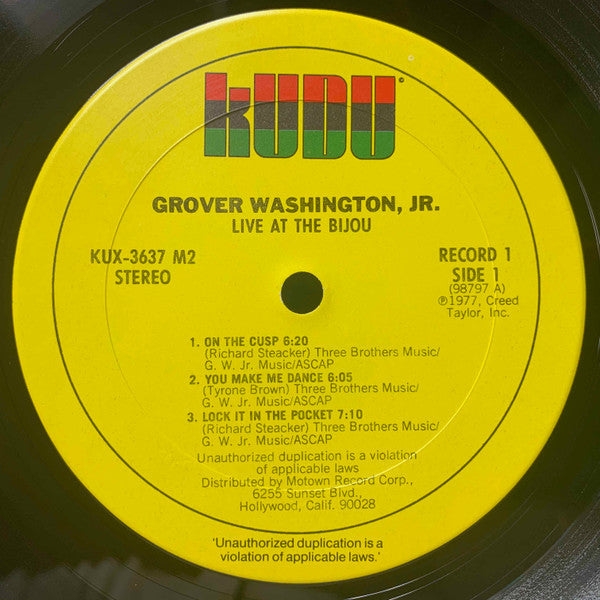 KUDU
GROVER WASHINGTON, JR.
LIVE AT THE BIJOU
KUX-3637 M2
STEREO
RECORD 1
SIDE 1
(98797 A)
℗1977, Creed
Taylor, Inc.
1. ON THE CUSP 6:20
(Richard Steacker) Three Brothers Music/
G. W. Jr. Music/ASCAP
2. YOU MAKE ME DANCE 6:05
(Tyrone Brown) Three Brothers Music/
G. W. Jr. Music/ASCAP
3. LOCK IT IN THE POCKET 7:10
(Richard Steacker) Three Brothers Music/
G. W. Jr. Music/ASCAP
Unauthorized duplication is a violation
of applicable laws
Distributed by Motown Record Corp.,
6255 Sunset Blvd.,
Hollywood, Calif. 90028
'Unauthorized duplication is a
violation of applicable laws.'